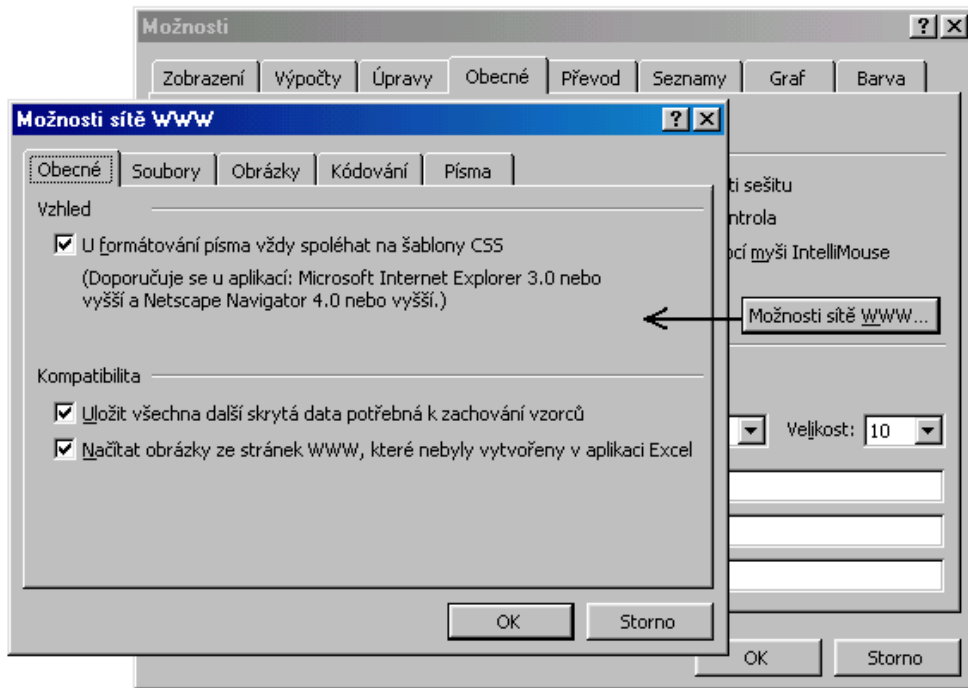 Možnosti
Zobrazení Výpočty Úpravy Obecné Převod Seznamy Graf Barva
Možnosti sítě WWW
Obecné Soubory Obrázky Kódování Písma
Vzhled
U formátování písma vždy spoléhat na šablony CSS
(Doporučuje se u aplikací: Microsoft Internet Explorer 3.0 nebo
vyšší a Netscape Navigator 4.0 nebo vyšší.)
Kompatibilita
Uložit všechna další skrytá data potřebná k zachování vzorců
Načítat obrázky ze stránek WWW, které nebyly vytvořeny v aplikaci Excel
OK Storno
sešitu
myši IntelliMouse
Možnosti sítě WWW...
Velikost: 10
OK Storno